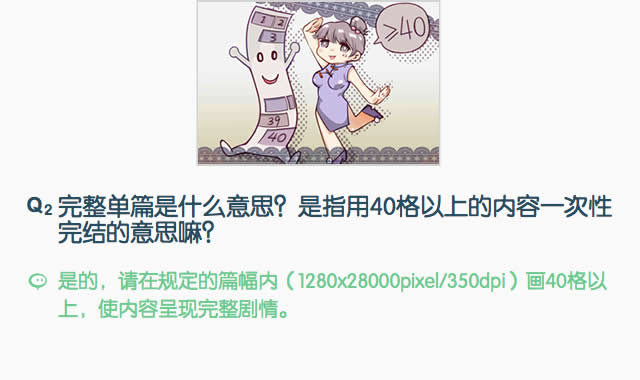 1 2
3
≥40
39
40
Q2 完整单篇是什么意思？是指用40格以上的内容一次性
完结的意思嘛？
是的，请在规定的篇幅内（1280x28000pixel/350dpi）画40格以
上，使内容呈现完整剧情。